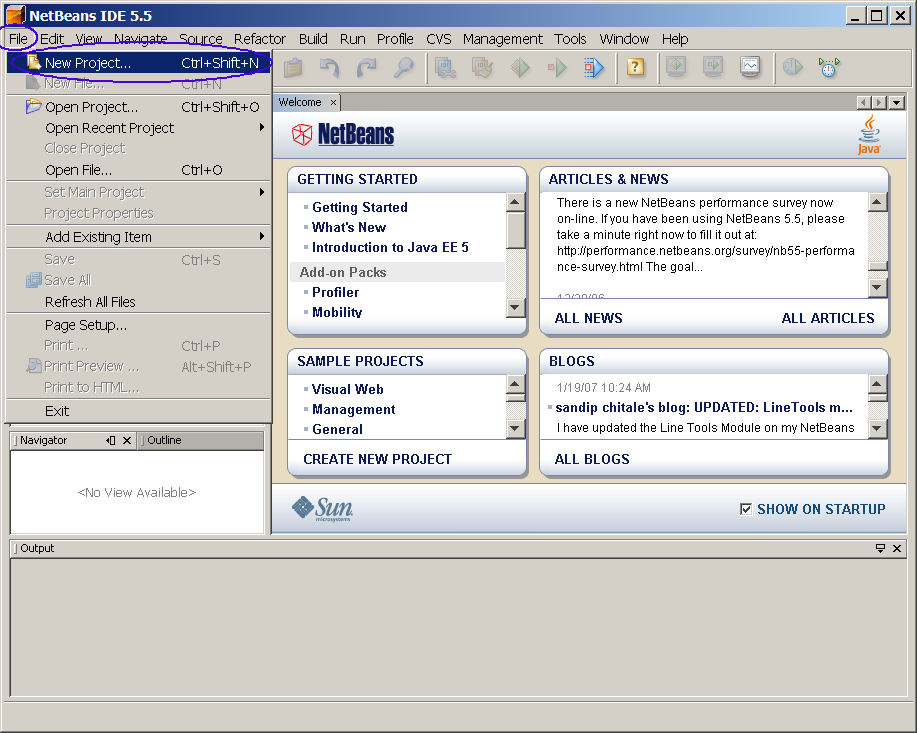 NetBeans IDE 5.5
File Edit View Navigate Source Refactor Build Run Profile CVS Management Tools Window Help
New Project... Ctrl+Shift+N
New File... Ctrl+N
Open Project... Ctrl+Shift+O
Open Recent Project
Close Project
Open File... Ctrl+O
Set Main Project
Project Properties
Add Existing Item
Save Ctrl+S
Save All
Refresh All Files
Page Setup...
Print ... Ctrl+P
Print Preview ... Alt+Shift+P
Print to HTML...
Exit
Welcome
NetBeans
Java
GETTING STARTED
Getting Started
What's New
Introduction to Java EE 5
Add-on Packs
Profiler
Mobility
ARTICLES & NEWS
There is a new NetBeans performance survey now
on-line. If you have been using NetBeans 5.5, please
take a minute right now to fill it out at:
http://performance.netbeans.org/survey/nb55-performa
nce-survey.html The goal...
ALL NEWS ALL ARTICLES
SAMPLE PROJECTS
Visual Web
Management
General
CREATE NEW PROJECT
BLOGS
1/19/07 10:24 AM
sandip chitale's blog: UPDATED: LineTools m...
I have updated the Line Tools Module on my NetBeans
ALL BLOGS
Sun
microsystems
SHOW ON STARTUP
Navigator
Outline
<No View Available>
Output